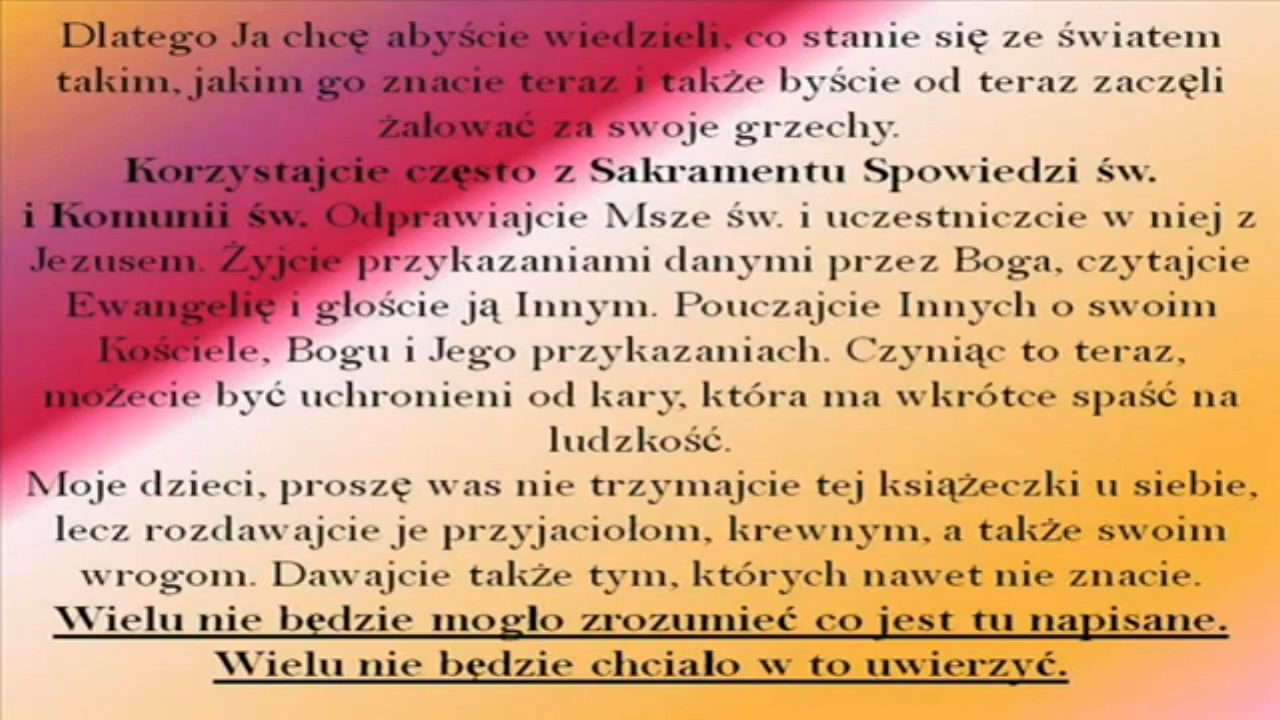 Dlatego Ja chcę abyście wiedzieli, co stanie się ze światem
takim, jakim go znacie teraz i także byście od teraz zaczęli
żałować za swoje grzechy.
Korzystajcie często z Sakramentu Spowiedzi św.
i Komunii św. Odprawiajcie Msze św. i uczestniczcie w niej z
Jezusem. Żyjcie przykazaniami danymi przez Boga, czytajcie
Ewangelię i głoście ją Innym. Pouczajcie Innych o swoim
Kościele, Bogu i Jego przykazaniach. Czyniąc to teraz,
możecie być uchronieni od kary, która ma wkrótce spaść na
ludzkość.
Moje dzieci, proszę was nie trzymajcie tej książeczki u siebie,
lecz rozdawajcie je przyjaciołom, krewnym, a także swoim
wrogom. Dawajcie także tym, których nawet nie znacie.
Wielu nie będzie mogło zrozumieć co jest tu napisane.
Wielu nie będzie chciało w to uwierzyć.